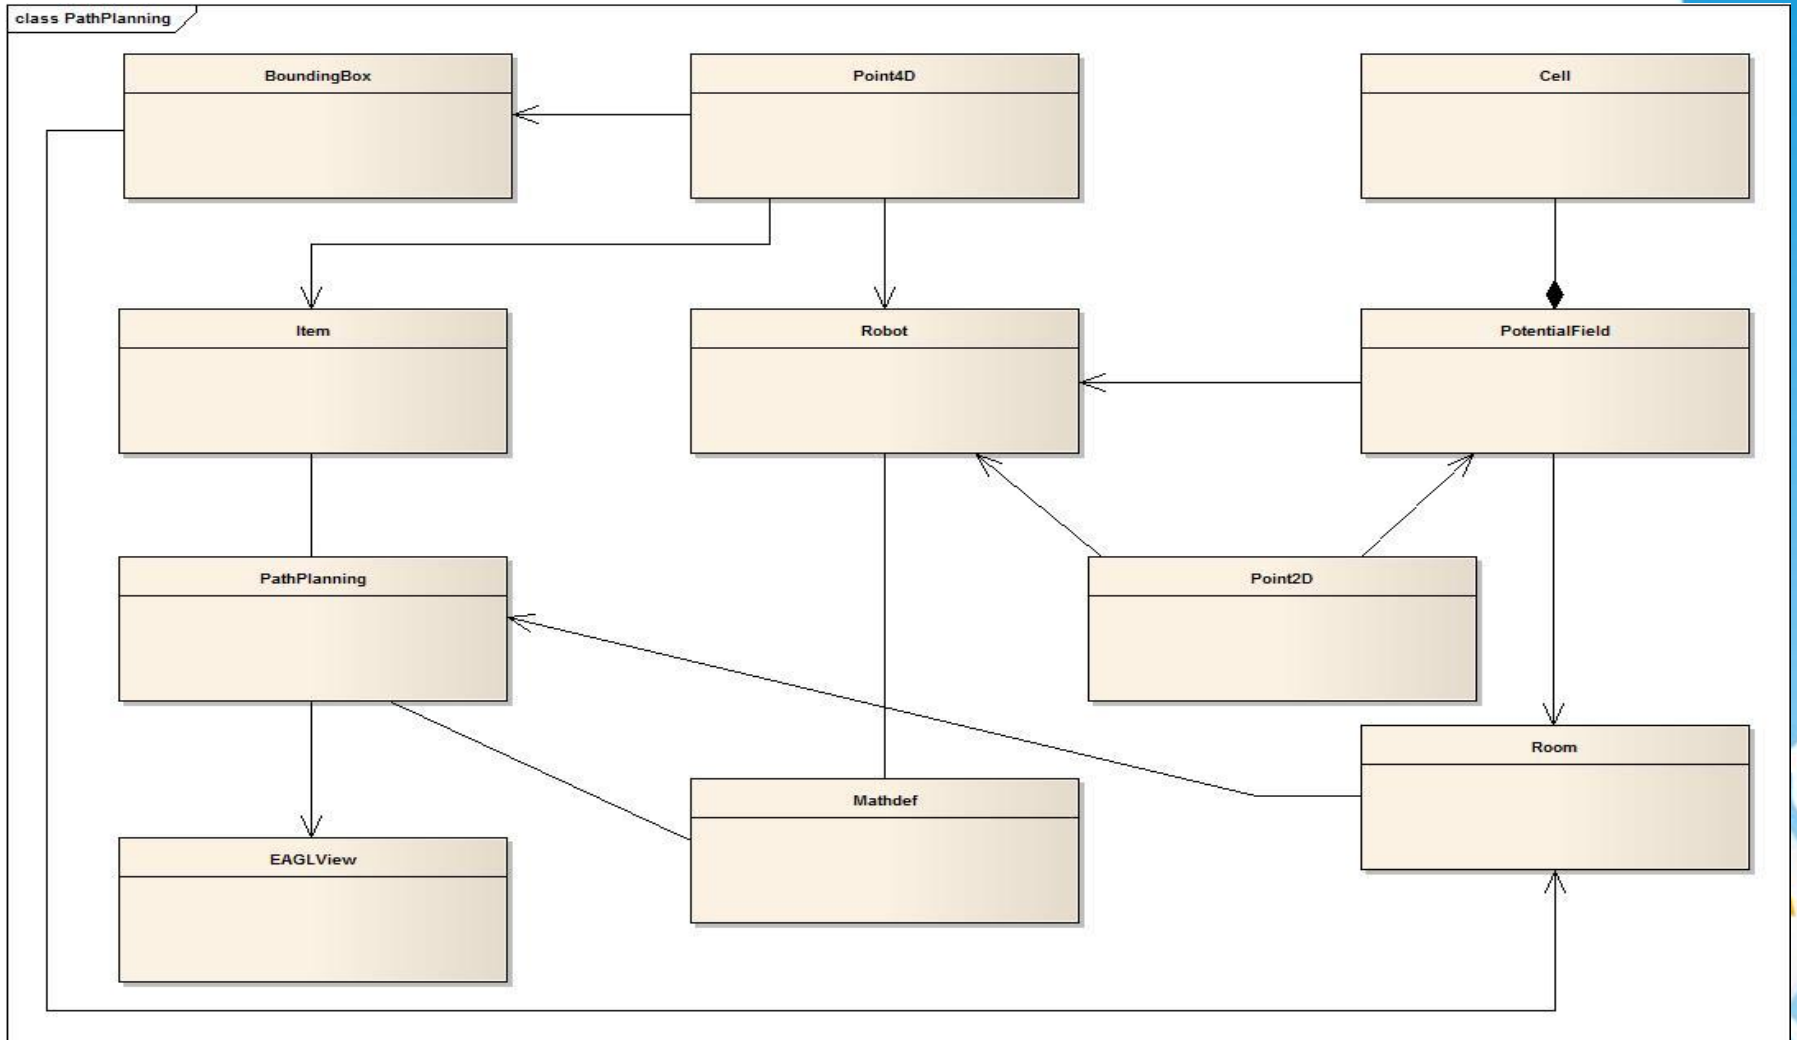 class PathPlanning
BoundingBox
Point4D
Cell
Item
Robot
PotentialField
PathPlanning
Point2D
Room
Mathdef
EAGLView